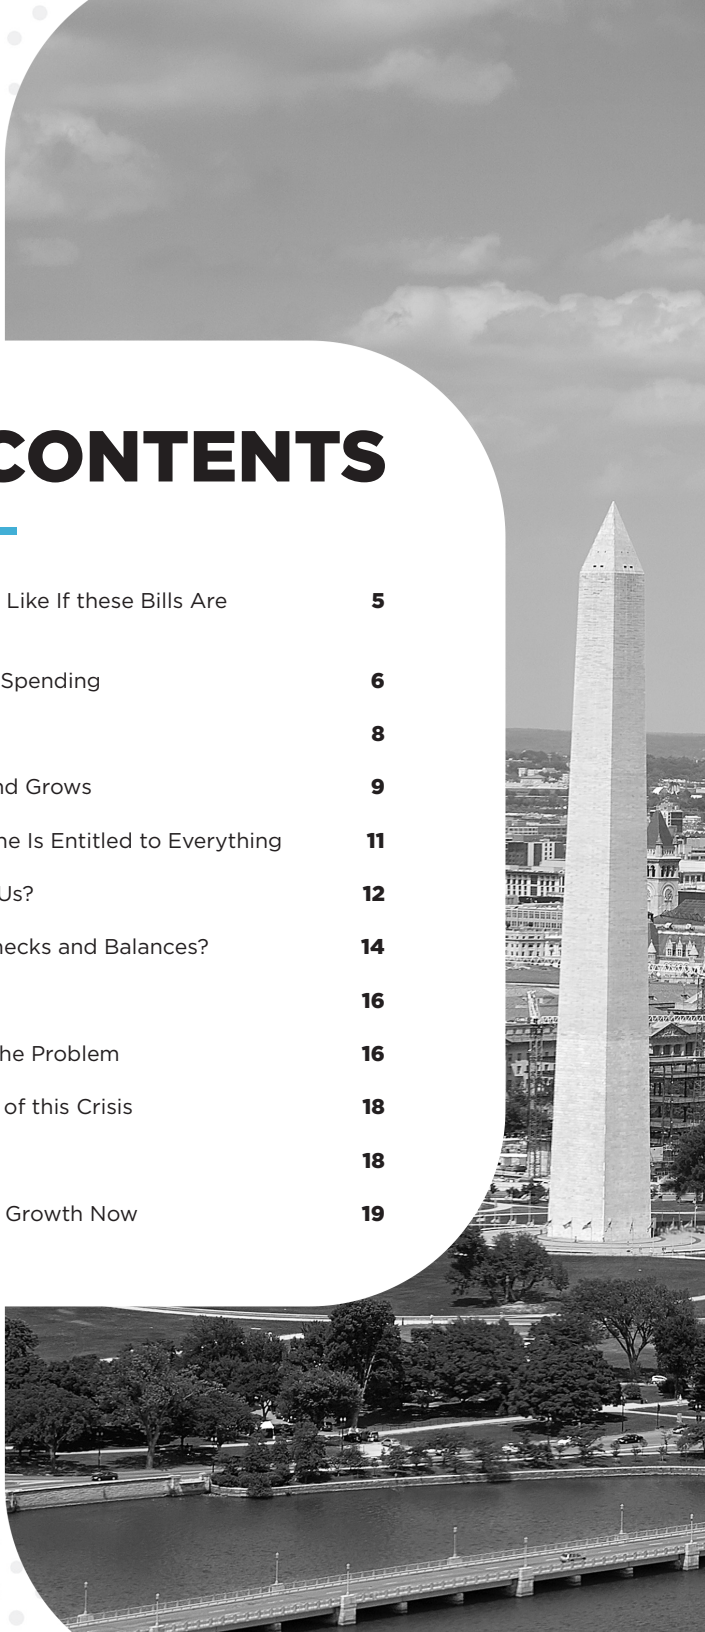 CONTENTS
Like If these Bills Are 5
Spending 6
8
nd Grows 9
ne Is Entitled to Everything 11
Us? 12
hecks and Balances? 14
16
he Problem 16
of this Crisis 18
18
Growth Now 19